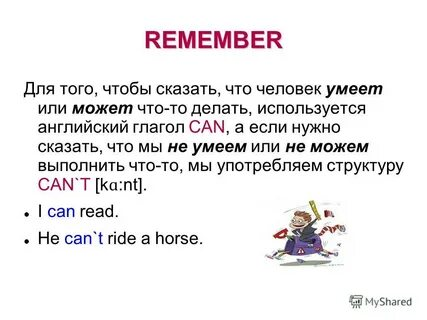 REMEMBER
Для того, чтобы сказать, что человек умеет
или может что-то делать, используется
английский глагол CAN, а если нужно
сказать, что мы не умеем или не можем
выполнить что-то, мы употребляем структуру
CAN`T [kɑ:nt].
● I can read.
● He can`t ride a horse.
MyShared